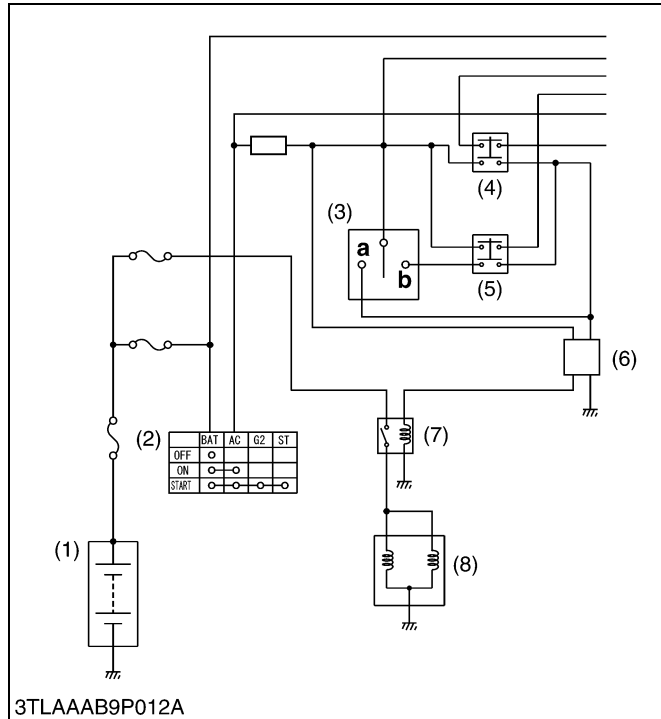 (4)
(3)
a
b
(5)
(6)
(2)
BAT AC G2 ST
OFF
ON
START
(7)
(1)
(8)
3TLAAAB9P012A